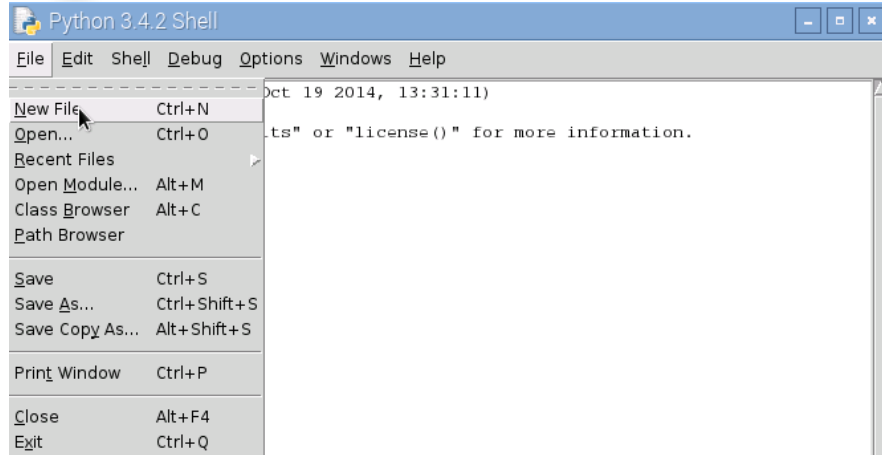 Python 3.4.2 Shell
File Edit Shell Debug Options Windows Help
Oct 19 2014, 13:31:11)
New File Ctrl+N
Open... Ctrl+O
ts" or "license()" for more information.
Recent Files
Open Module... Alt+M
Class Browser Alt+C
Path Browser
Save Ctrl+S
Save As... Ctrl+Shift+S
Save Copy As... Alt+Shift+S
Print Window Ctrl+P
Close Alt+F4
Exit Ctrl+Q